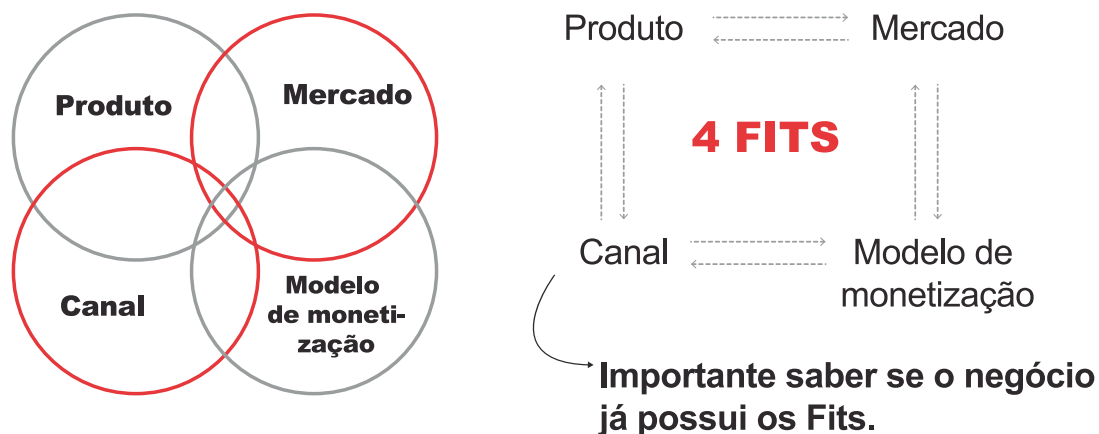 Produto
Mercado
Canal
Modelo
de moneti-
zação
Produto
Mercado
4 FITS
Canal
Modelo de
monetização
Importante saber se o negócio
já possui os Fits.